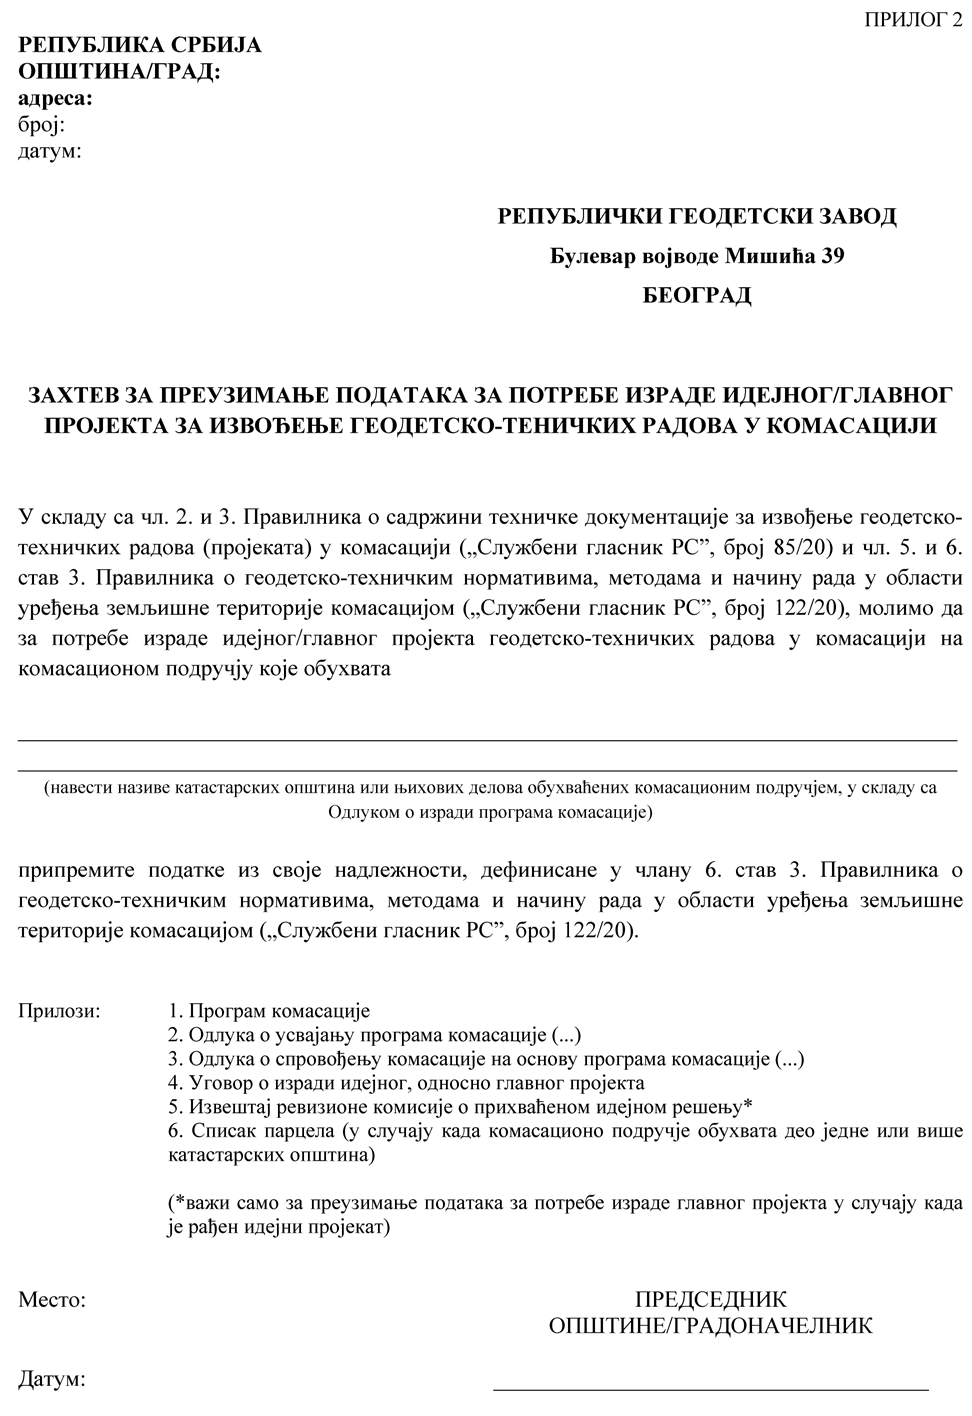 ПРИЛОГ 2
РЕПУБЛИКА СРБИЈА
ОПШТИНА/ГРАД:
адреса:
број:
датум:
РЕПУБЛИЧКИ ГЕОДЕТСКИ ЗАВОД
Булевар војводе Мишића 39
БЕОГРАД
ЗАХТЕВ ЗА ПРЕУЗИМАЊЕ ПОДАТАКА ЗА ПОТРЕБЕ ИЗРАДЕ ИДЕЈНОГ/ГЛАВНОГ
ПРОЈЕКТА ЗА ИЗВОЂЕЊЕ ГЕОДЕТСКО-ТЕНИЧКИХ РАДОВА У КОМАСАЦИЈИ
У складу са чл. 2. и 3. Правилника о садржини техничке документације за извођење геодетско-
техничких радова (пројеката) у комасацији („Службени гласник РС”, број 85/20) и чл. 5. и 6.
став 3. Правилника о геодетско-техничким нормативима, методама и начину рада у области
уређења земљишне територије комасацијом („Службени гласник РС”, број 122/20), молимо да
за потребе израде идејног/главног пројекта геодетско-техничких радова у комасацији на
комасационом подручју које обухвата
(навести називе катастарских општина или њихових делова обухваћених комасационим подручјем, у складу са
Одлуком о изради програма комасације)
припремите податке из своје надлежности, дефинисане у члану 6. став 3. Правилника о
геодетско-техничким нормативима, методама и начину рада у области уређења земљишне
територије комасацијом („Службени гласник РС”, број 122/20).
Прилози: 1. Програм комасације
2. Одлука о усвајању програма комасације (...)
3. Одлука о спровођењу комасације на основу програма комасације (...)
4. Уговор о изради идејног, односно главног пројекта
5. Извештај ревизионе комисије о прихваћеном идејном решењу*
6. Списак парцела (у случају када комасационо подручје обухвата део једне или више
катастарских општина)
(*важи само за преузимање података за потребе израде главног пројекта у случају када
је рађен идејни пројекат)
Место: ПРЕДСЕДНИК
ОПШТИНЕ/ГРАДОНАЧЕЛНИК
Датум: